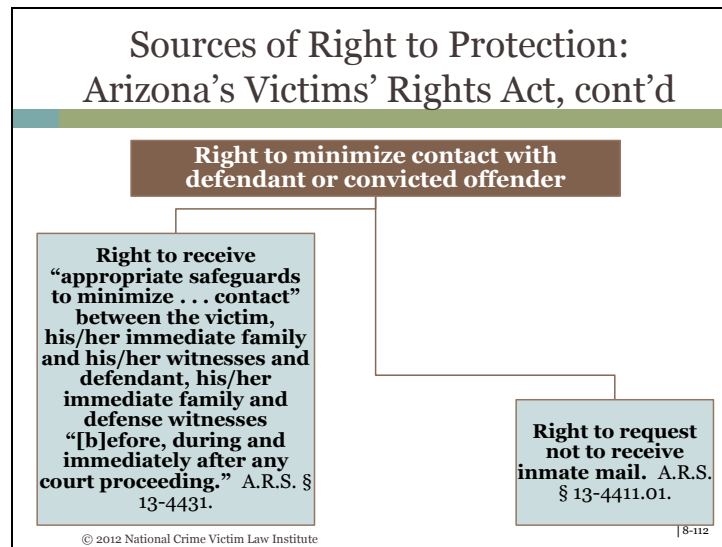 Sources of Right to Protection:
Arizona’s Victims’ Rights Act, cont’d
Right to minimize contact with
defendant or convicted offender
Right to receive
“appropriate safeguards
to minimize . . . contact”
between the victim,
his/her immediate family
and his/her witnesses and
defendant, his/her
immediate family and
defense witnesses
“[b]efore, during and
immediately after any
court proceeding.” A.R.S. §
13-4431.
Right to request
not to receive
inmate mail. A.R.S.
§ 13-4411.01.
© 2012 National Crime Victim Law Institute
| 8-112